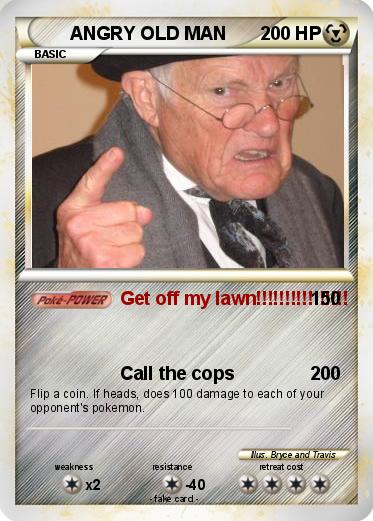 ANGRY OLD MAN 200 HP
BASIC
Poké-POWER Get off my lawn!!!!!!!!!!!!!!! 150
Call the cops 200
Flip a coin. If heads, does 100 damage to each of your
opponent's pokemon.
Illus. Bryce and Travis
weakness resistance retreat cost
x2 -40
- fake card -